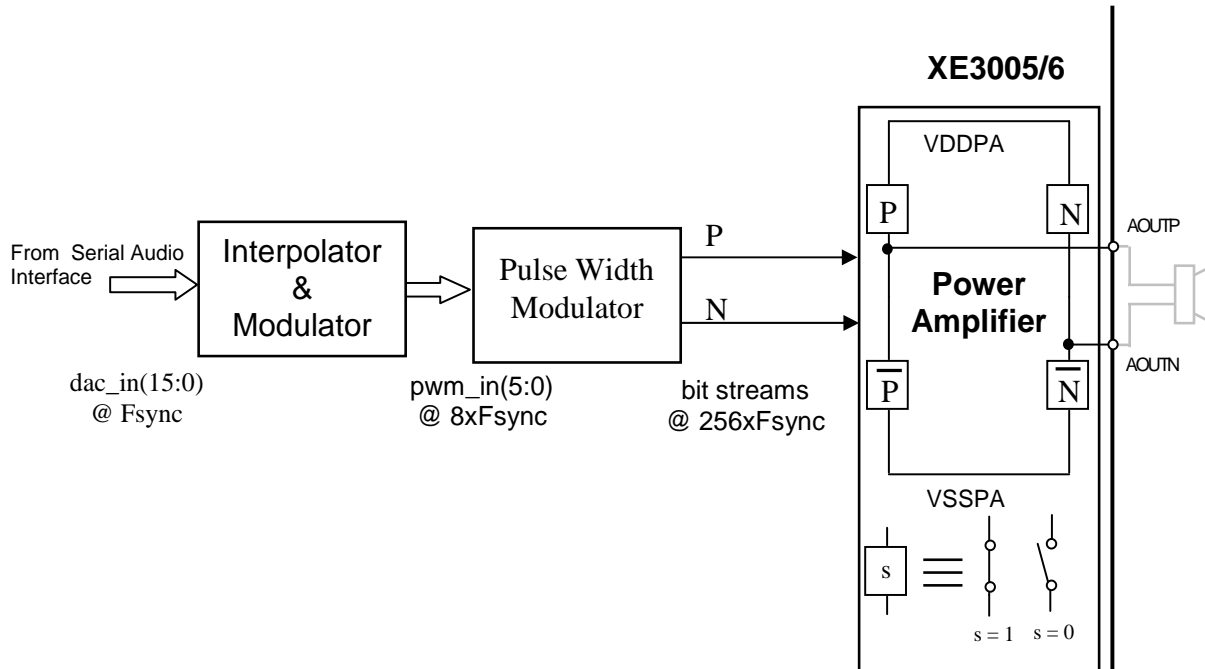 XE3005/6
VDDPA
P
N
AOUTP
From Serial Audio
Interface
Interpolator
&
Modulator
Pulse Width
Modulator
P
N
Power
Amplifier
AOUTN
P̅
N̅
dac_in(15:0)
@ Fsync
pwm_in(5:0)
@ 8xFsync
bit streams
@ 256xFsync
VSSPA
s
s = 1
s = 0